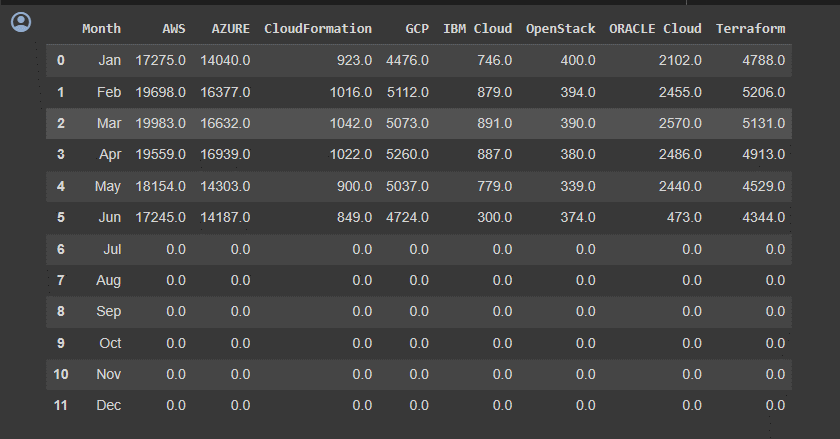 Month AWS AZURE CloudFormation GCP IBM Cloud OpenStack ORACLE Cloud Terraform
0 Jan 17275.0 14040.0 923.0 4476.0 746.0 400.0 2102.0 4788.0
1 Feb 19698.0 16377.0 1016.0 5112.0 879.0 394.0 2455.0 5206.0
2 Mar 19983.0 16632.0 1042.0 5073.0 891.0 390.0 2570.0 5131.0
3 Apr 19559.0 16939.0 1022.0 5260.0 887.0 380.0 2486.0 4913.0
4 May 18154.0 14303.0 900.0 5037.0 779.0 339.0 2440.0 4529.0
5 Jun 17245.0 14187.0 849.0 4724.0 300.0 374.0 473.0 4344.0
6 Jul 0.0 0.0 0.0 0.0 0.0 0.0 0.0 0.0
7 Aug 0.0 0.0 0.0 0.0 0.0 0.0 0.0 0.0
8 Sep 0.0 0.0 0.0 0.0 0.0 0.0 0.0 0.0
9 Oct 0.0 0.0 0.0 0.0 0.0 0.0 0.0 0.0
10 Nov 0.0 0.0 0.0 0.0 0.0 0.0 0.0 0.0
11 Dec 0.0 0.0 0.0 0.0 0.0 0.0 0.0 0.0